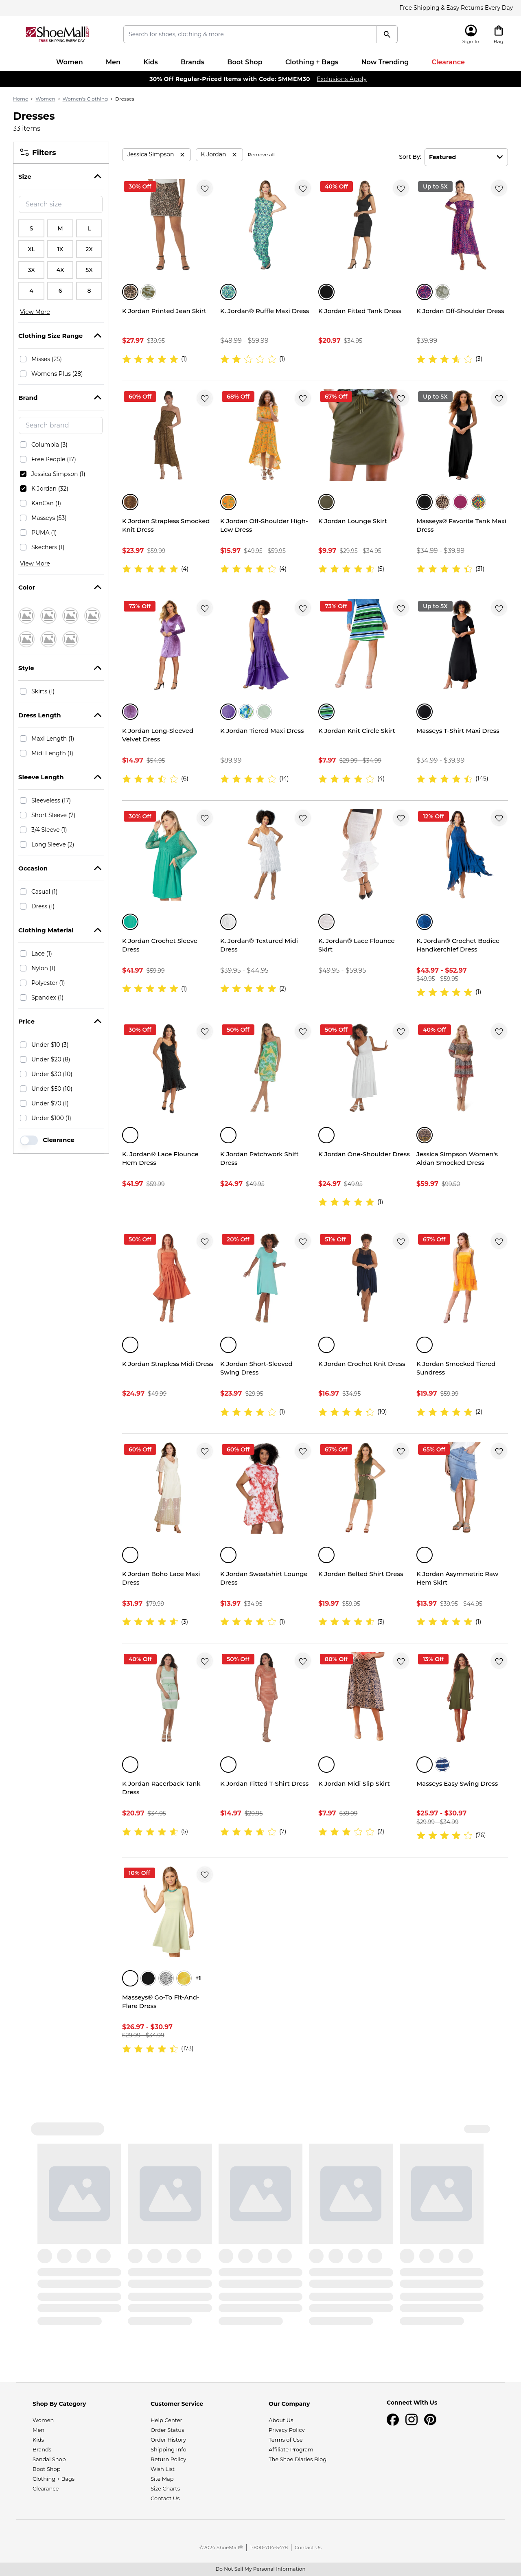 Free Shipping & Easy Returns Every Day
ShoeMall
FREE SHIPPING EVERY DAY
Search for shoes, clothing & more
Sign In
Bag
Women Men Kids Brands Boot Shop Clothing + Bags Now Trending Clearance
30% Off Regular-Priced Items with Code: SMMEM30 Exclusions Apply
Home › Women › Women's Clothing › Dresses
Dresses
33 items
Filters
Size
Search size
S M L
XL 1X 2X
3X 4X 5X
4 6 8
View More
Clothing Size Range
Misses (25)
Womens Plus (28)
Brand
Search brand
Columbia (3)
Free People (17)
Jessica Simpson (1)
K Jordan (32)
KanCan (1)
Masseys (53)
PUMA (1)
Skechers (1)
View More
Color
Style
Skirts (1)
Dress Length
Maxi Length (1)
Midi Length (1)
Sleeve Length
Sleeveless (17)
Short Sleeve (7)
3/4 Sleeve (1)
Long Sleeve (2)
Occasion
Casual (1)
Dress (1)
Clothing Material
Lace (1)
Nylon (1)
Polyester (1)
Spandex (1)
Price
Under $10 (3)
Under $20 (8)
Under $30 (10)
Under $50 (10)
Under $70 (1)
Under $100 (1)
Clearance
Jessica Simpson ×
K Jordan ×
Remove all
Sort By: Featured
30% Off
K Jordan Printed Jean Skirt
$27.97 $39.95
(1)
K. Jordan® Ruffle Maxi Dress
$49.99 - $59.99
(1)
40% Off
K Jordan Fitted Tank Dress
$20.97 $34.95
Up to 5X
K Jordan Off-Shoulder Dress
$39.99
(3)
60% Off
K Jordan Strapless Smocked Knit Dress
$23.97 $59.99
(4)
68% Off
K Jordan Off-Shoulder High-Low Dress
$15.97 $49.95 - $59.95
(4)
67% Off
K Jordan Lounge Skirt
$9.97 $29.95 - $34.95
(5)
Up to 5X
Masseys® Favorite Tank Maxi Dress
$34.99 - $39.99
(31)
73% Off
K Jordan Long-Sleeved Velvet Dress
$14.97 $54.95
(6)
K Jordan Tiered Maxi Dress
$89.99
(14)
73% Off
K Jordan Knit Circle Skirt
$7.97 $29.99 - $34.99
(4)
Up to 5X
Masseys T-Shirt Maxi Dress
$34.99 - $39.99
(145)
30% Off
K Jordan Crochet Sleeve Dress
$41.97 $59.99
(1)
K. Jordan® Textured Midi Dress
$39.95 - $44.95
(2)
K. Jordan® Lace Flounce Skirt
$49.95 - $59.95
12% Off
K. Jordan® Crochet Bodice Handkerchief Dress
$43.97 - $52.97
$49.95 - $59.95
(1)
30% Off
K. Jordan® Lace Flounce Hem Dress
$41.97 $59.99
50% Off
K Jordan Patchwork Shift Dress
$24.97 $49.95
50% Off
K Jordan One-Shoulder Dress
$24.97 $49.95
(1)
40% Off
Jessica Simpson Women's Aldan Smocked Dress
$59.97 $99.50
50% Off
K Jordan Strapless Midi Dress
$24.97 $49.99
20% Off
K Jordan Short-Sleeved Swing Dress
$23.97 $29.95
(1)
51% Off
K Jordan Crochet Knit Dress
$16.97 $34.95
(10)
67% Off
K Jordan Smocked Tiered Sundress
$19.97 $59.99
(2)
60% Off
K Jordan Boho Lace Maxi Dress
$31.97 $79.99
(3)
60% Off
K Jordan Sweatshirt Lounge Dress
$13.97 $34.95
(1)
67% Off
K Jordan Belted Shirt Dress
$19.97 $59.95
(3)
65% Off
K Jordan Asymmetric Raw Hem Skirt
$13.97 $39.95 - $44.95
(1)
40% Off
K Jordan Racerback Tank Dress
$20.97 $34.95
(5)
50% Off
K Jordan Fitted T-Shirt Dress
$14.97 $29.95
(7)
80% Off
K Jordan Midi Slip Skirt
$7.97 $39.99
(2)
13% Off
Masseys Easy Swing Dress
$25.97 - $30.97
$29.99 - $34.99
(76)
10% Off
+1
Masseys® Go-To Fit-And-Flare Dress
$26.97 - $30.97
$29.99 - $34.99
(173)
Shop By Category
Women
Men
Kids
Brands
Sandal Shop
Boot Shop
Clothing + Bags
Clearance
Customer Service
Help Center
Order Status
Order History
Shipping Info
Return Policy
Wish List
Site Map
Size Charts
Contact Us
Our Company
About Us
Privacy Policy
Terms of Use
Affiliate Program
The Shoe Diaries Blog
Connect With Us
©2024 ShoeMall® | 1-800-704-5478 | Contact Us
Do Not Sell My Personal Information